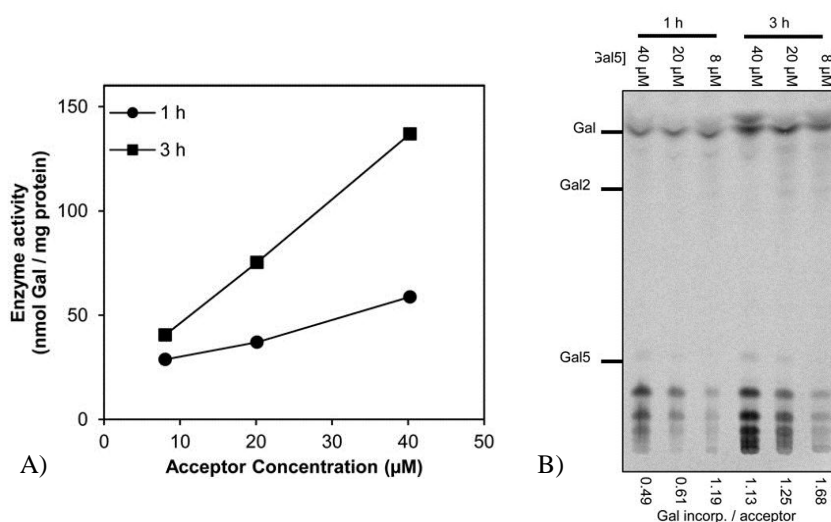 1 h
3 h
Enzyme activity
(nmol Gal / mg protein)
150
100
50
0
0
10
20
30
40
50
Acceptor Concentration (µM)
A)
1 h
3 h
Gal5]
40 µM
20 µM
8 µM
40 µM
20 µM
8 µM
Gal
Gal2
Gal5
0.49
0.61
1.19
1.13
1.25
1.68
Gal incorp. / acceptor
B)